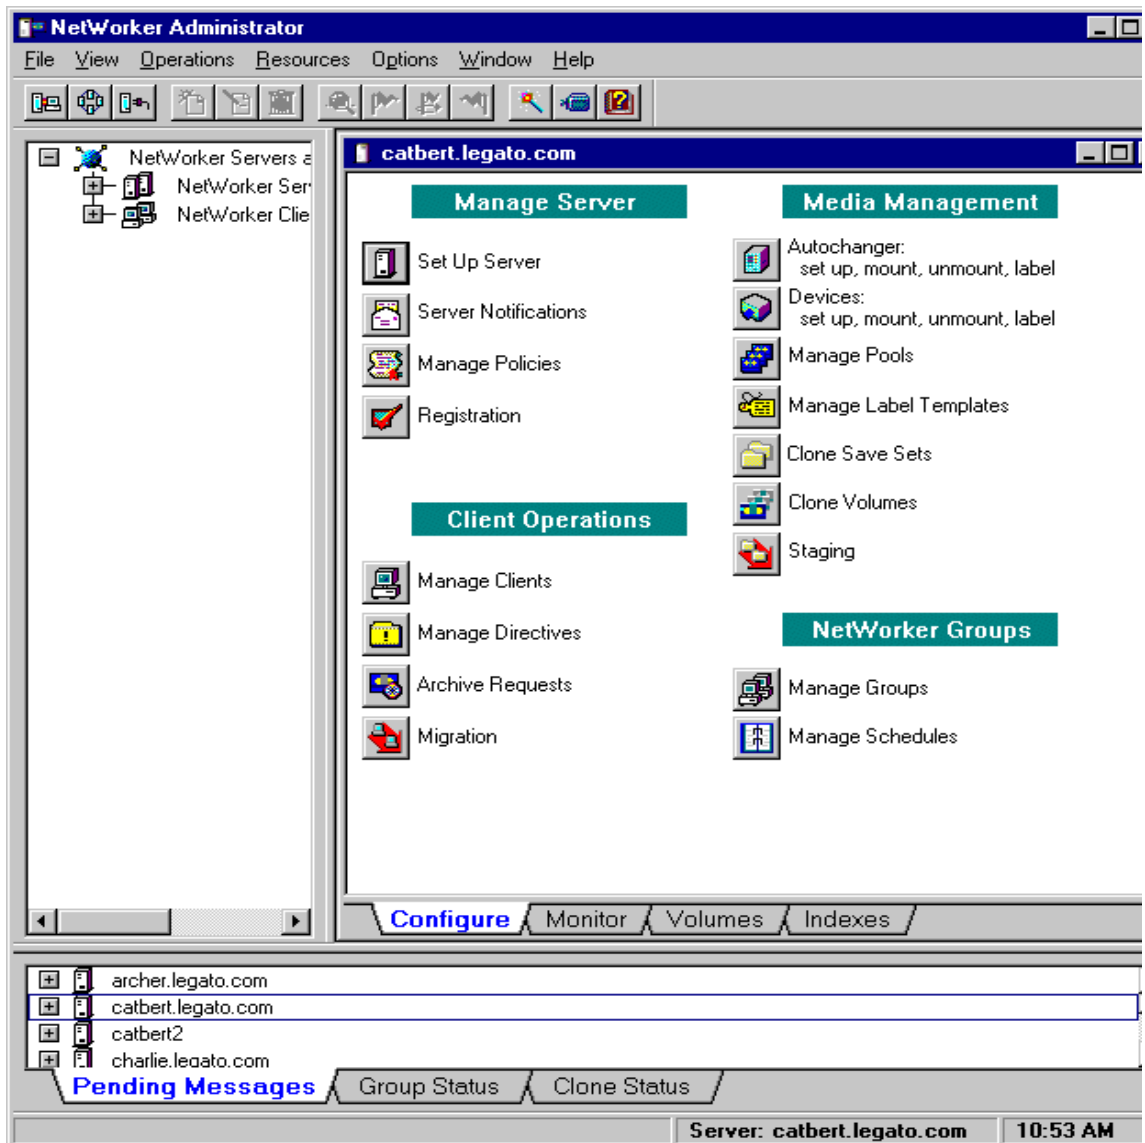 NetWorker Administrator
File View Operations Resources Options Window Help
NetWorker Servers a
NetWorker Ser
NetWorker Clie
catbert.legato.com
Manage Server
Set Up Server
Server Notifications
Manage Policies
Registration
Client Operations
Manage Clients
Manage Directives
Archive Requests
Migration
Media Management
Autochanger:
set up, mount, unmount, label
Devices:
set up, mount, unmount, label
Manage Pools
Manage Label Templates
Clone Save Sets
Clone Volumes
Staging
NetWorker Groups
Manage Groups
Manage Schedules
Configure Monitor Volumes Indexes
archer.legato.com
catbert.legato.com
catbert2
charlie.legato.com
Pending Messages Group Status Clone Status
Server: catbert.legato.com 10:53 AM